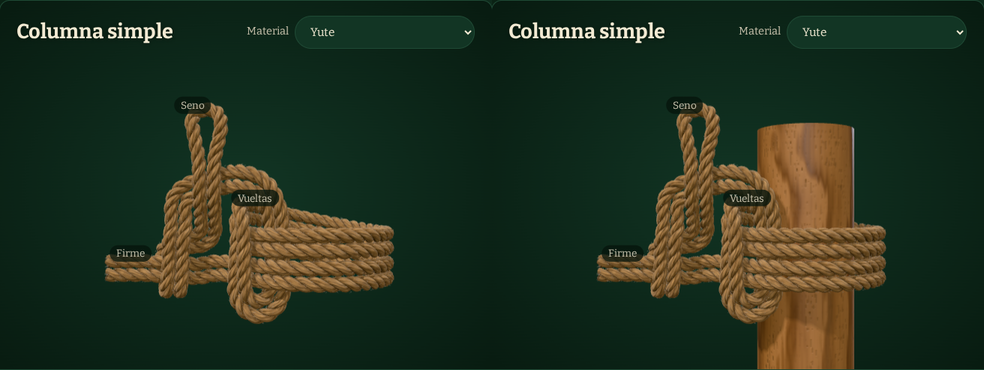 Columna simple
Material
Yute
Seno
Vueltas
Firme
Columna simple
Material
Yute
Seno
Vueltas
Firme